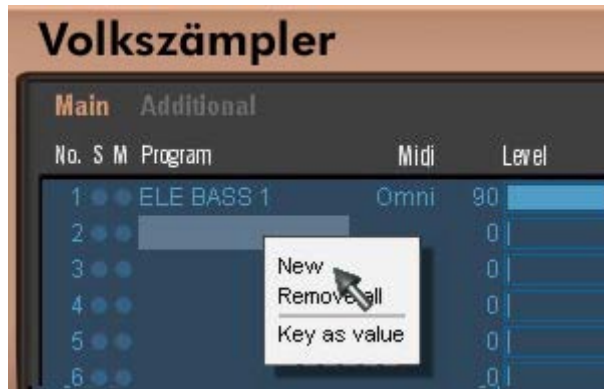 Volkszämpler
Main Additional
No. S M Program Midi Level
1 ELE BASS 1 Omni 90
2 0
3 0
4 0
5 0
6 0
New
Remove all
Key as value